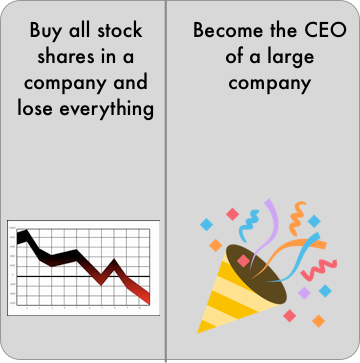 Buy all stock
shares in a
company and
lose everything
Become the CEO
of a large
company